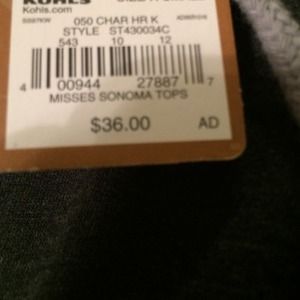 KOHLS
Kohls.com
050 CHAR HR K
STYLE ST430034C
543 10 12
4 00944 27887 7
MISSES SONOMA TOPS
$36.00 AD